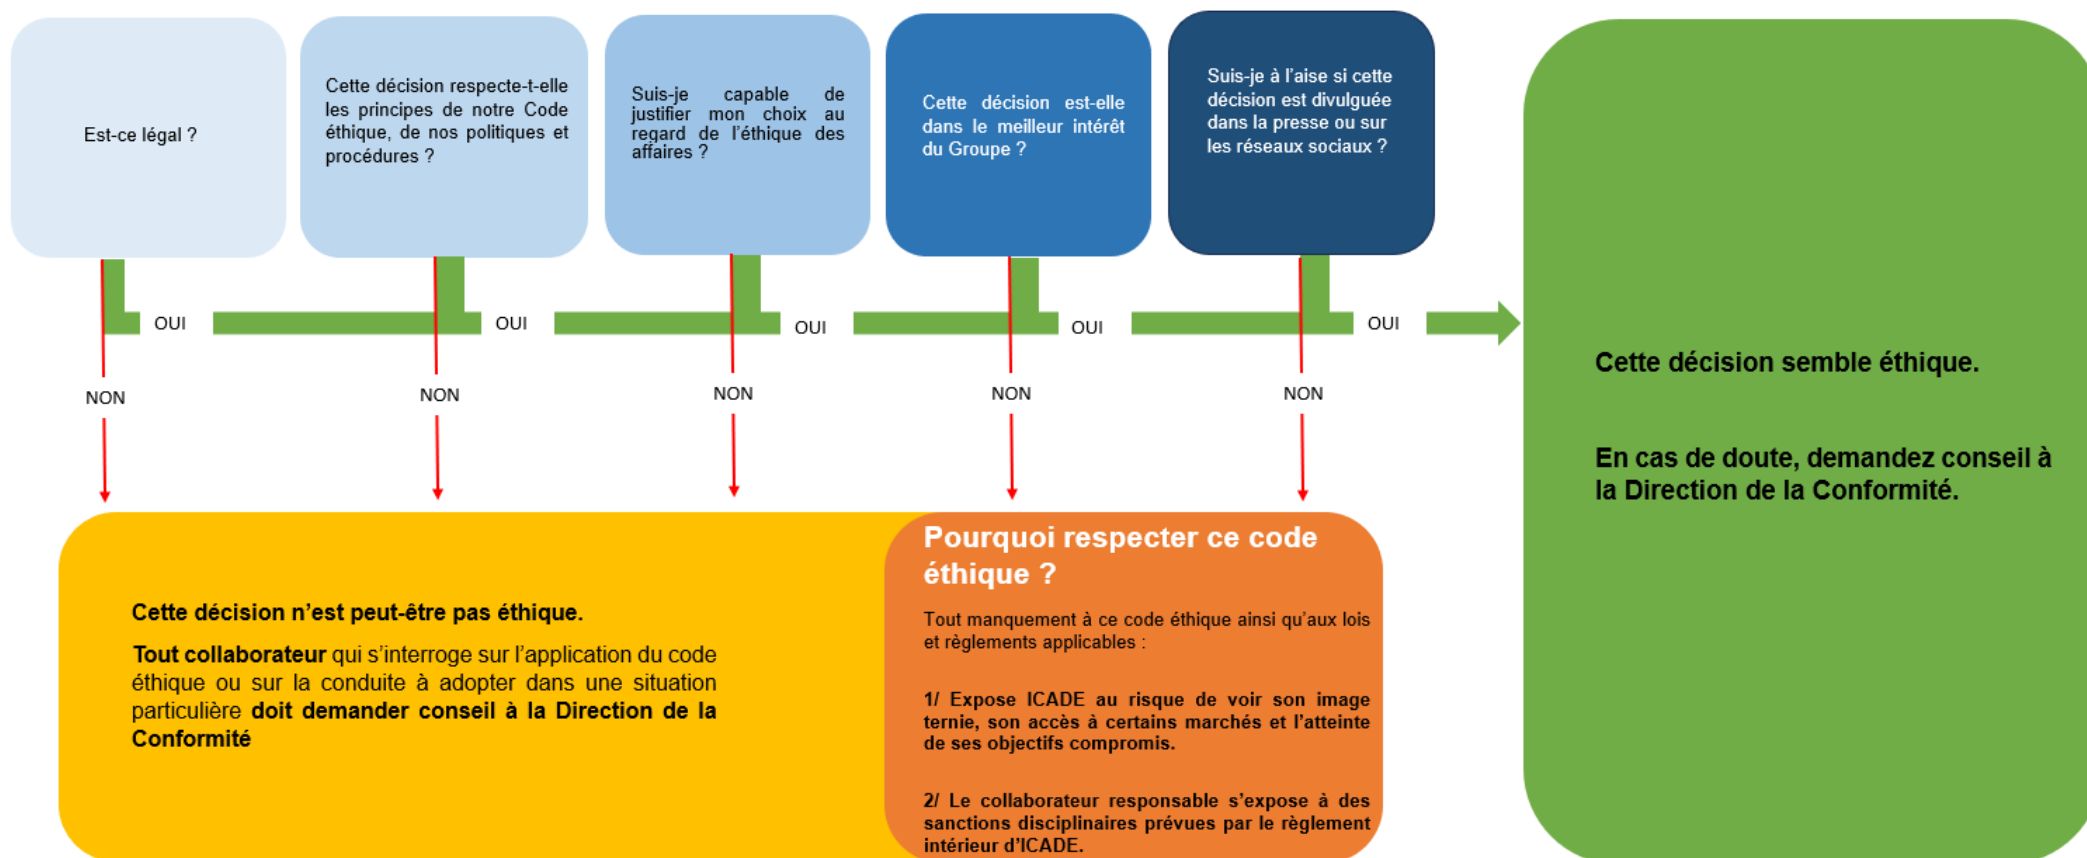 Est-ce légal ?
Cette décision respecte-t-elle
les principes de notre Code
éthique, de nos politiques et
procédures ?
Suis-je capable de
justifier mon choix au
regard de l'éthique des
affaires ?
Cette décision est-elle
dans le meilleur intérêt
du Groupe ?
Suis-je à l'aise si cette
décision est divulguée
dans la presse ou sur
les réseaux sociaux ?
OUI
OUI
OUI
OUI
OUI
NON
NON
NON
NON
NON
Cette décision semble éthique.
En cas de doute, demandez conseil à
la Direction de la Conformité.
Cette décision n'est peut-être pas éthique.
Tout collaborateur qui s'interroge sur l'application du code
éthique ou sur la conduite à adopter dans une situation
particulière doit demander conseil à la Direction de la
Conformité
Pourquoi respecter ce code
éthique ?
Tout manquement à ce code éthique ainsi qu'aux lois
et règlements applicables :
1/ Expose ICADE au risque de voir son image
ternie, son accès à certains marchés et l'atteinte
de ses objectifs compromis.
2/ Le collaborateur responsable s'expose à des
sanctions disciplinaires prévues par le règlement
intérieur d'ICADE.